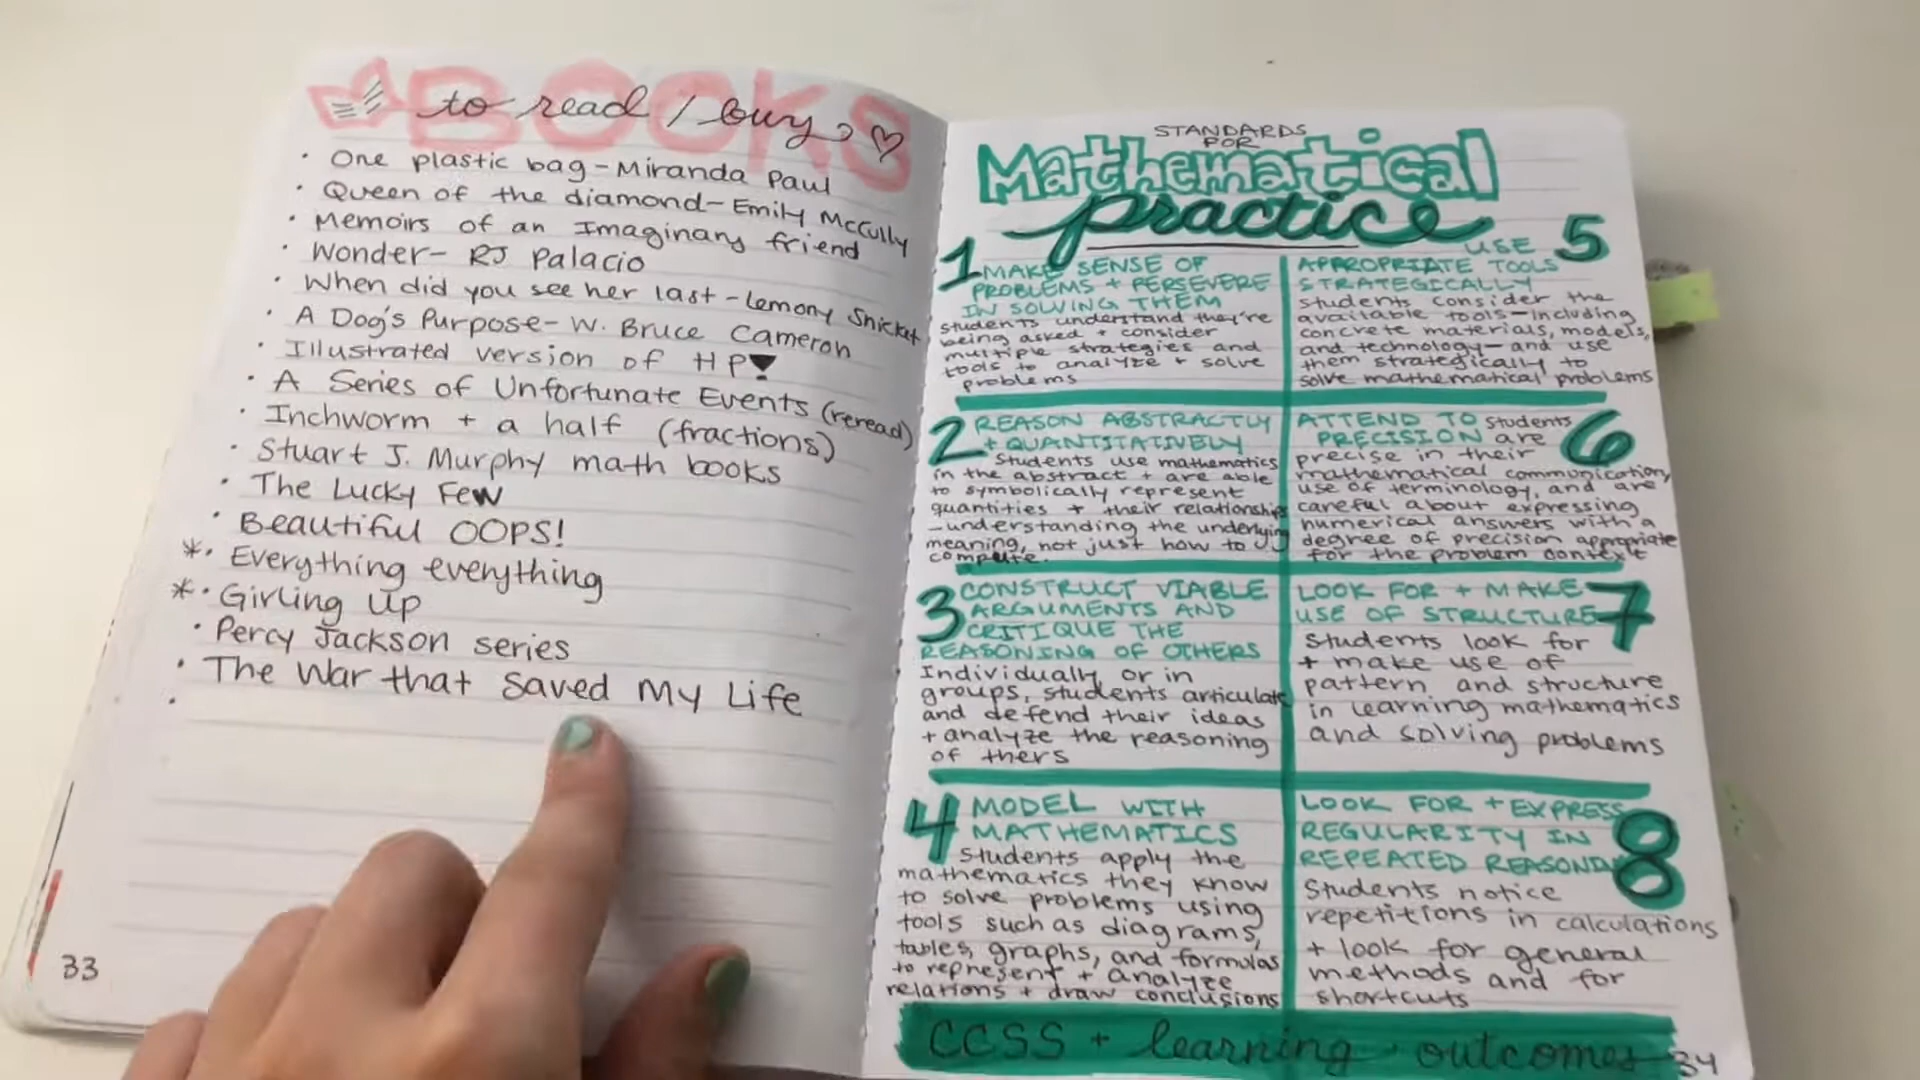 BOOKS
to read / buy
• One plastic bag - Miranda Paul
• Queen of the diamond - Emily McCully
• Memoirs of an Imaginary friend
• Wonder - RJ Palacio
• When did you see her last - Lemony Snicket
• A Dog's Purpose - W. Bruce Cameron
• Illustrated version of HP
• A Series of Unfortunate Events (reread)
• Inchworm + a half (fractions)
• Stuart J. Murphy math books
• The Lucky Few
• Beautiful OOPS!
*• Everything everything
*• Girling Up
• Percy Jackson series
• The War that Saved My Life
•
33
STANDARDS
FOR
Mathematical
practice
1 MAKE SENSE OF
PROBLEMS + PERSEVERE
IN SOLVING THEM
students understand they're
being asked + consider
multiple strategies and
tools to analyze + solve
problems
2 REASON ABSTRACTLY
+ QUANTITATIVELY
Students use mathematics
in the abstract + are able
to symbolically represent
quantities + their relationships
- understanding the underlying
meaning, not just how to
compute.
3 CONSTRUCT VIABLE
ARGUMENTS AND
CRITIQUE THE
REASONING OF OTHERS
Individually or in
groups, students articulate
and defend their ideas
+ analyze the reasoning
of thers
4 MODEL WITH
MATHEMATICS
Students apply the
mathematics they know
to solve problems using
tools such as diagrams,
tables, graphs, and formulas
to represent + analyze
relations + draw conclusions
USE 5
APPROPRIATE TOOLS
STRATEGICALLY
students consider the
available tools-including
concrete materials, models,
and technology-and use
them strategically to
solve mathematical problems
ATTEND TO students 6
PRECISION are
precise in their
mathematical communication,
use of terminology, and are
careful about expressing
numerical answers with a
degree of precision appropriate
for the problem context
LOOK FOR + MAKE 7
USE OF STRUCTURE
Students look for
+ make use of
pattern and structure
in learning mathematics
and solving problems
LOOK FOR + EXPRESS
REGULARITY IN 8
REPEATED REASONING
Students notice
repetitions in calculations
+ look for general
methods and for
shortcuts
CCSS + learning outcomes
34